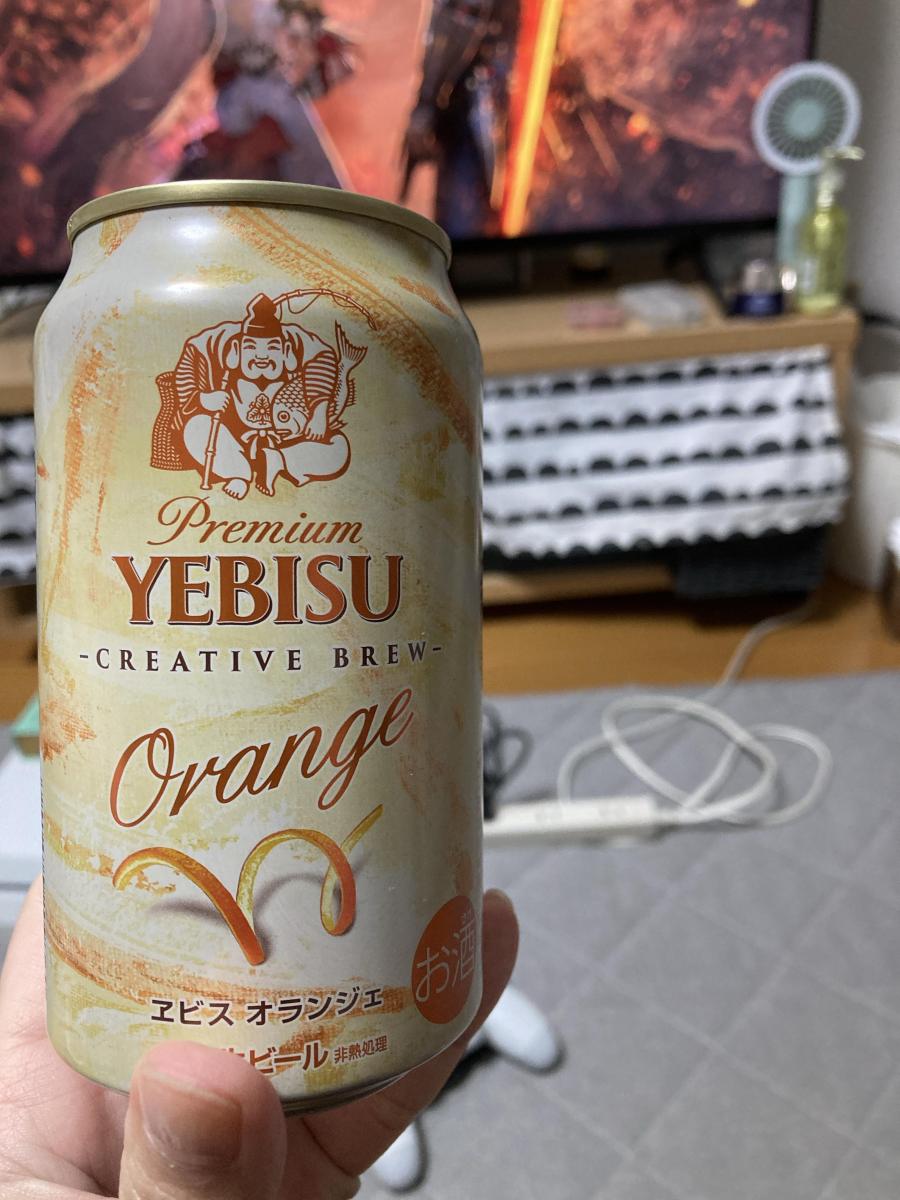 Premium
YEBISU
-CREATIVE BREW-
Orange
お酒
ヱビス オランジェ
ビール 非熱処理